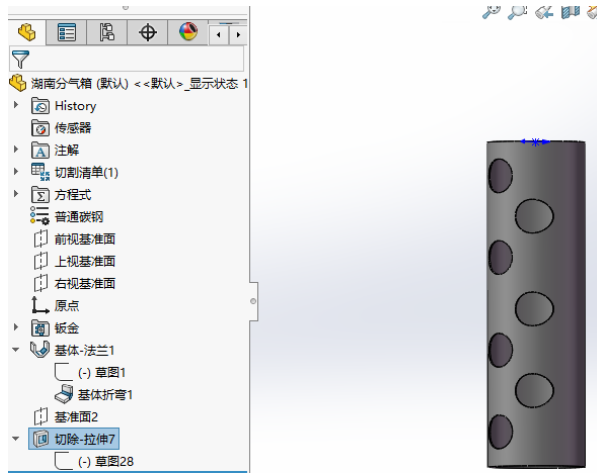 湖南分气箱 (默认) <<默认>_显示状态 1
History
传感器
注解
切割清单(1)
方程式
普通碳钢
前视基准面
上视基准面
右视基准面
原点
钣金
基体-法兰1
(-) 草图1
基体折弯1
基准面2
切除-拉伸7
(-) 草图28